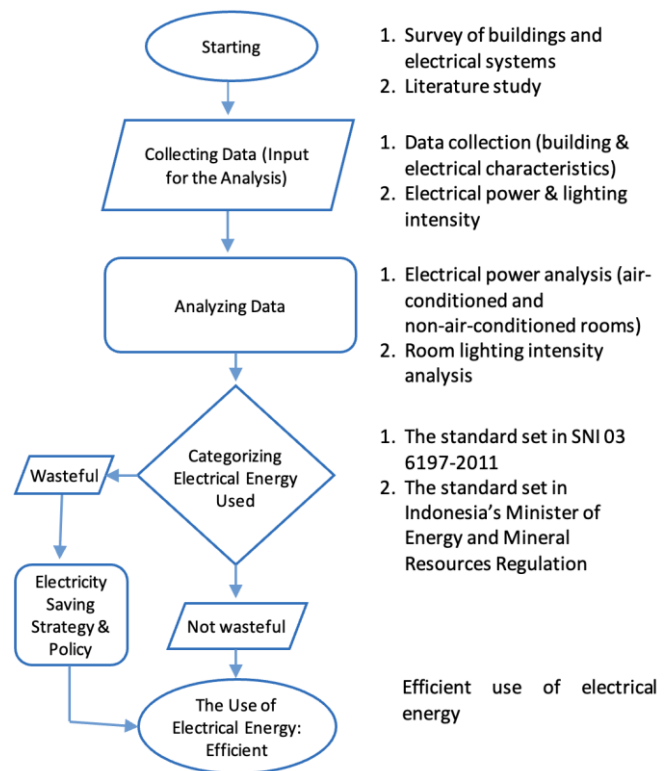 Starting
1. Survey of buildings and
electrical systems
2. Literature study
Collecting Data (Input
for the Analysis)
1. Data collection (building &
electrical characteristics)
2. Electrical power & lighting
intensity
Analyzing Data
1. Electrical power analysis (air-
conditioned and
non-air-conditioned rooms)
2. Room lighting intensity
analysis
Categorizing
Electrical Energy
Used
1. The standard set in SNI 03
6197-2011
2. The standard set in
Indonesia’s Minister of
Energy and Mineral
Resources Regulation
Wasteful
Electricity
Saving
Strategy &
Policy
Not wasteful
The Use of
Electrical Energy:
Efficient
Efficient use of electrical
energy